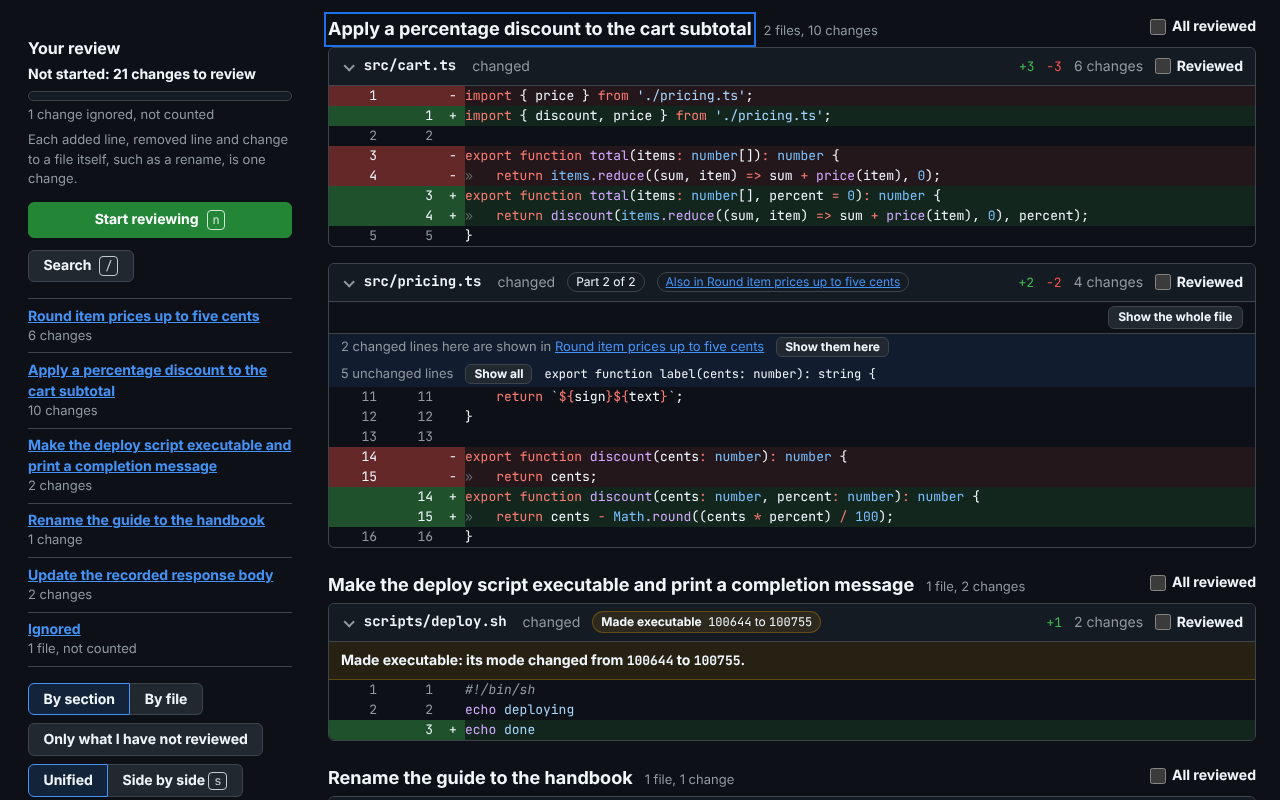 Your review
Not started: 21 changes to review
1 change ignored, not counted
Each added line, removed line and change
to a file itself, such as a rename, is one
change.
Start reviewing n
Search /
Round item prices up to five cents
6 changes
Apply a percentage discount to the
cart subtotal
10 changes
Make the deploy script executable and
print a completion message
2 changes
Rename the guide to the handbook
1 change
Update the recorded response body
2 changes
Ignored
1 file, not counted
By section By file
Only what I have not reviewed
Unified Side by side s
Apply a percentage discount to the cart subtotal 2 files, 10 changes All reviewed
src/cart.ts changed +3 -3 6 changes Reviewed
1 - import { price } from './pricing.ts';
1 + import { discount, price } from './pricing.ts';
2 2
3 - export function total(items: number[]): number {
4 - » return items.reduce((sum, item) => sum + price(item), 0);
3 + export function total(items: number[], percent = 0): number {
4 + » return discount(items.reduce((sum, item) => sum + price(item), 0), percent);
5 5 }
src/pricing.ts changed Part 2 of 2 Also in Round item prices up to five cents +2 -2 4 changes Reviewed
Show the whole file
2 changed lines here are shown in Round item prices up to five cents Show them here
5 unchanged lines Show all export function label(cents: number): string {
11 11 return `${sign}${text}`;
12 12 }
13 13
14 - export function discount(cents: number): number {
15 - » return cents;
14 + export function discount(cents: number, percent: number): number {
15 + » return cents - Math.round((cents * percent) / 100);
16 16 }
Make the deploy script executable and print a completion message 1 file, 2 changes All reviewed
scripts/deploy.sh changed Made executable 100644 to 100755 +1 2 changes Reviewed
Made executable: its mode changed from 100644 to 100755.
1 1 #!/bin/sh
2 2 echo deploying
3 + echo done
Rename the guide to the handbook 1 file, 1 change All reviewed